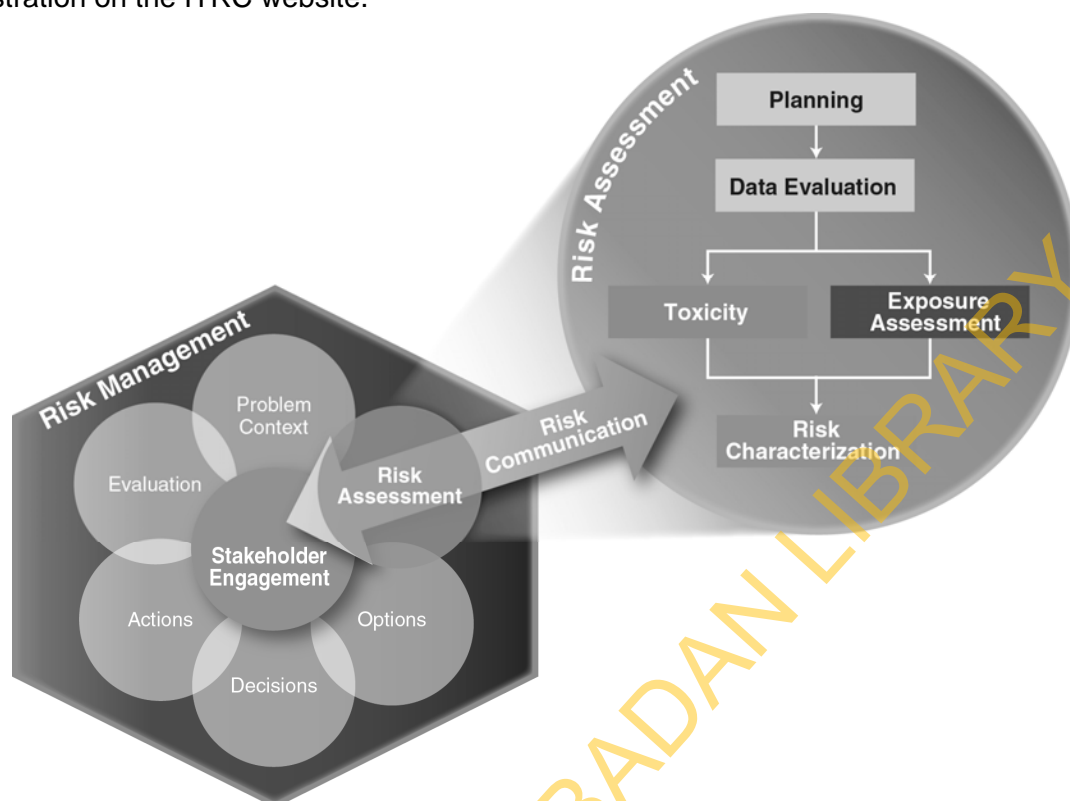 stration on the ITRC website.
Risk Assessment
Planning
Data Evaluation
Toxicity
Exposure
Assessment
Risk
Characterization
Risk
Communication
Risk Management
Problem
Context
Risk
Assessment
Evaluation
Stakeholder
Engagement
Actions
Options
Decisions
BADAN LIBRARY